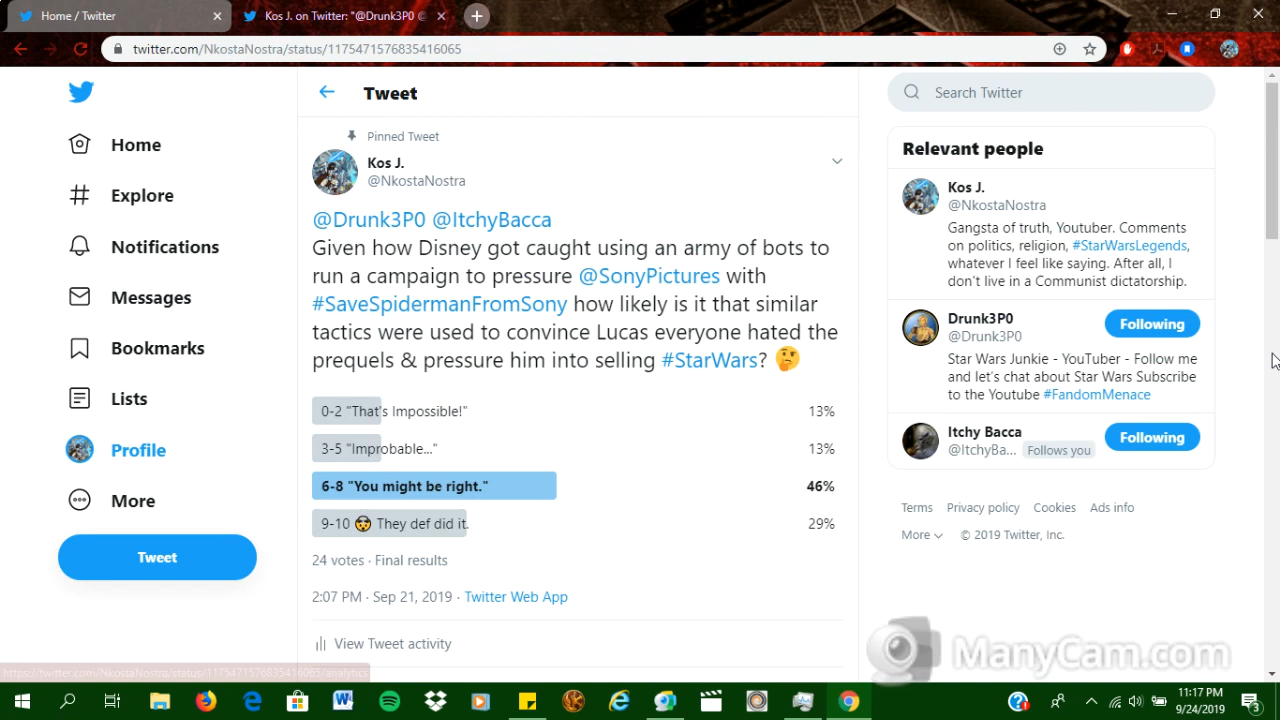 Home / Twitter
Kos J. on Twitter: "@Drunk3P0 @
twitter.com/NkostaNostra/status/1175471576835416065
Home
Explore
Notifications
Messages
Bookmarks
Lists
Profile
More
Tweet
Tweet
Pinned Tweet
Kos J.
@NkostaNostra
@Drunk3P0 @ItchyBacca
Given how Disney got caught using an army of bots to
run a campaign to pressure @SonyPictures with
#SaveSpidermanFromSony how likely is it that similar
tactics were used to convince Lucas everyone hated the
prequels & pressure him into selling #StarWars? 🤔
0-2 "That's Impossible!" 13%
3-5 "Improbable..." 13%
6-8 "You might be right." 46%
9-10 😲 They def did it. 29%
24 votes · Final results
2:07 PM · Sep 21, 2019 · Twitter Web App
View Tweet activity
Search Twitter
Relevant people
Kos J.
@NkostaNostra
Gangsta of truth, Youtuber. Comments
on politics, religion, #StarWarsLegends,
whatever I feel like saying. After all, I
don't live in a Communist dictatorship.
Drunk3P0
@Drunk3P0
Following
Star Wars Junkie - YouTuber - Follow me
and let's chat about Star Wars Subscribe
to the Youtube #FandomMenace
Itchy Bacca
@ItchyBa... Follows you
Following
Terms Privacy policy Cookies Ads info
More © 2019 Twitter, Inc.
ManyCam.com
https://twitter.com/NkostaNostra/status/1175471576835416065/analytics
11:17 PM
9/24/2019
3